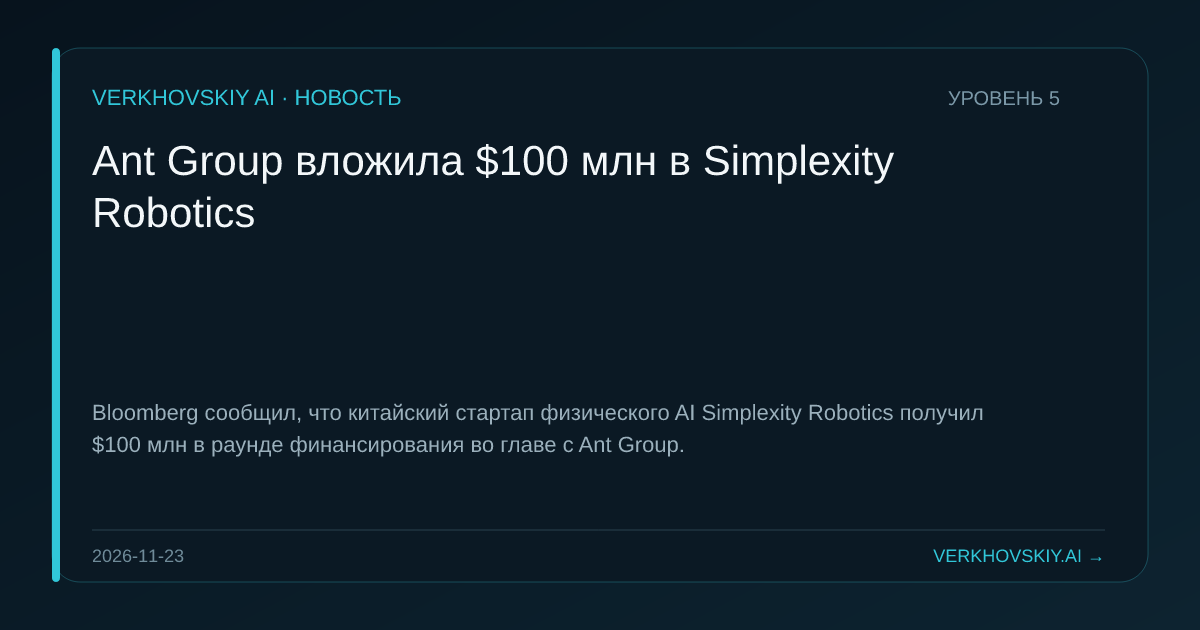 VERKHOVSKIY AI · НОВОСТЬ
УРОВЕНЬ 5
Ant Group вложила $100 млн в Simplexity
Robotics
Bloomberg сообщил, что китайский стартап физического AI Simplexity Robotics получил
$100 млн в раунде финансирования во главе с Ant Group.
2026-11-23
VERKHOVSKIY.AI →